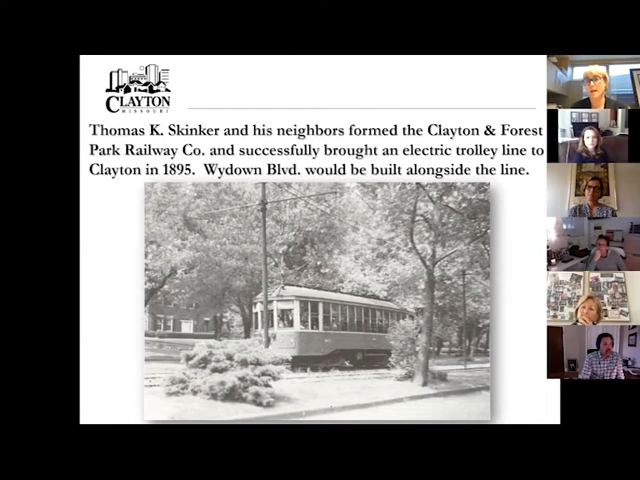 CLAYTON
MISSOURI
Thomas K. Skinker and his neighbors formed the Clayton & Forest
Park Railway Co. and successfully brought an electric trolley line to
Clayton in 1895. Wydown Blvd. would be built alongside the line.